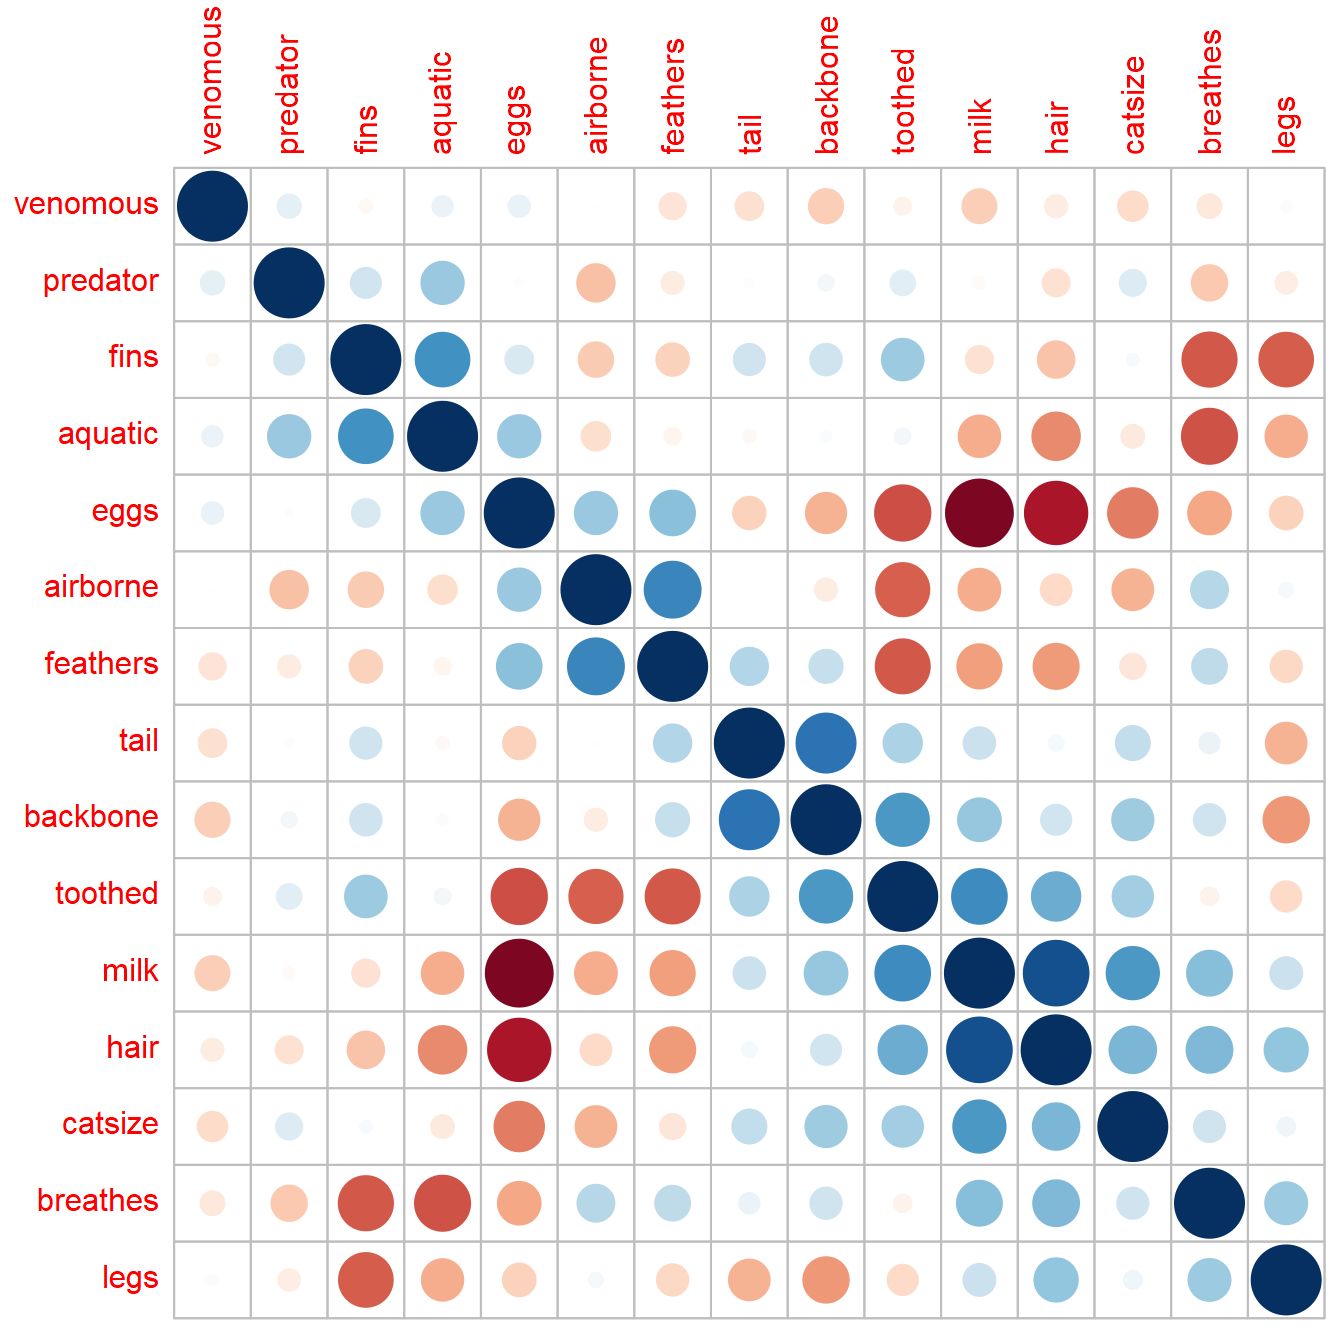 venomous
predator
fins
aquatic
eggs
airborne
feathers
tail
backbone
toothed
milk
hair
catsize
breathes
legs
venomous
predator
fins
aquatic
eggs
airborne
feathers
tail
backbone
toothed
milk
hair
catsize
breathes
legs